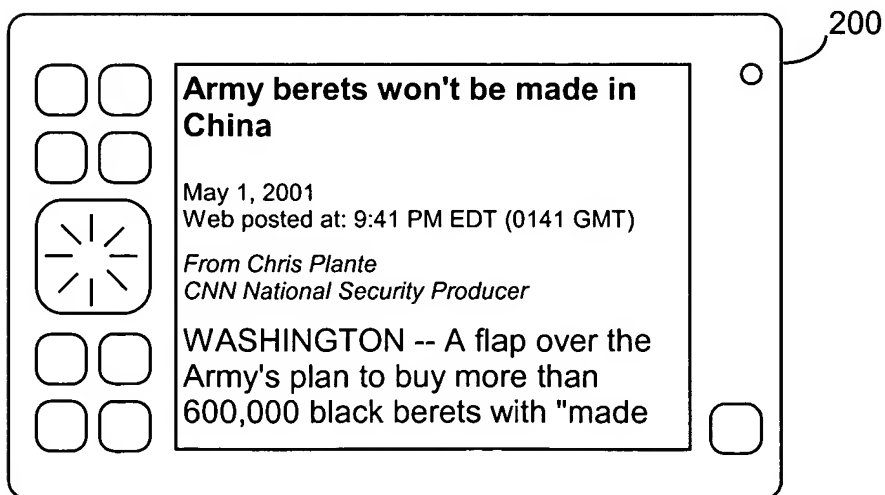 200
Army berets won't be made in
China
May 1, 2001
Web posted at: 9:41 PM EDT (0141 GMT)
From Chris Plante
CNN National Security Producer
WASHINGTON -- A flap over the
Army's plan to buy more than
600,000 black berets with "made